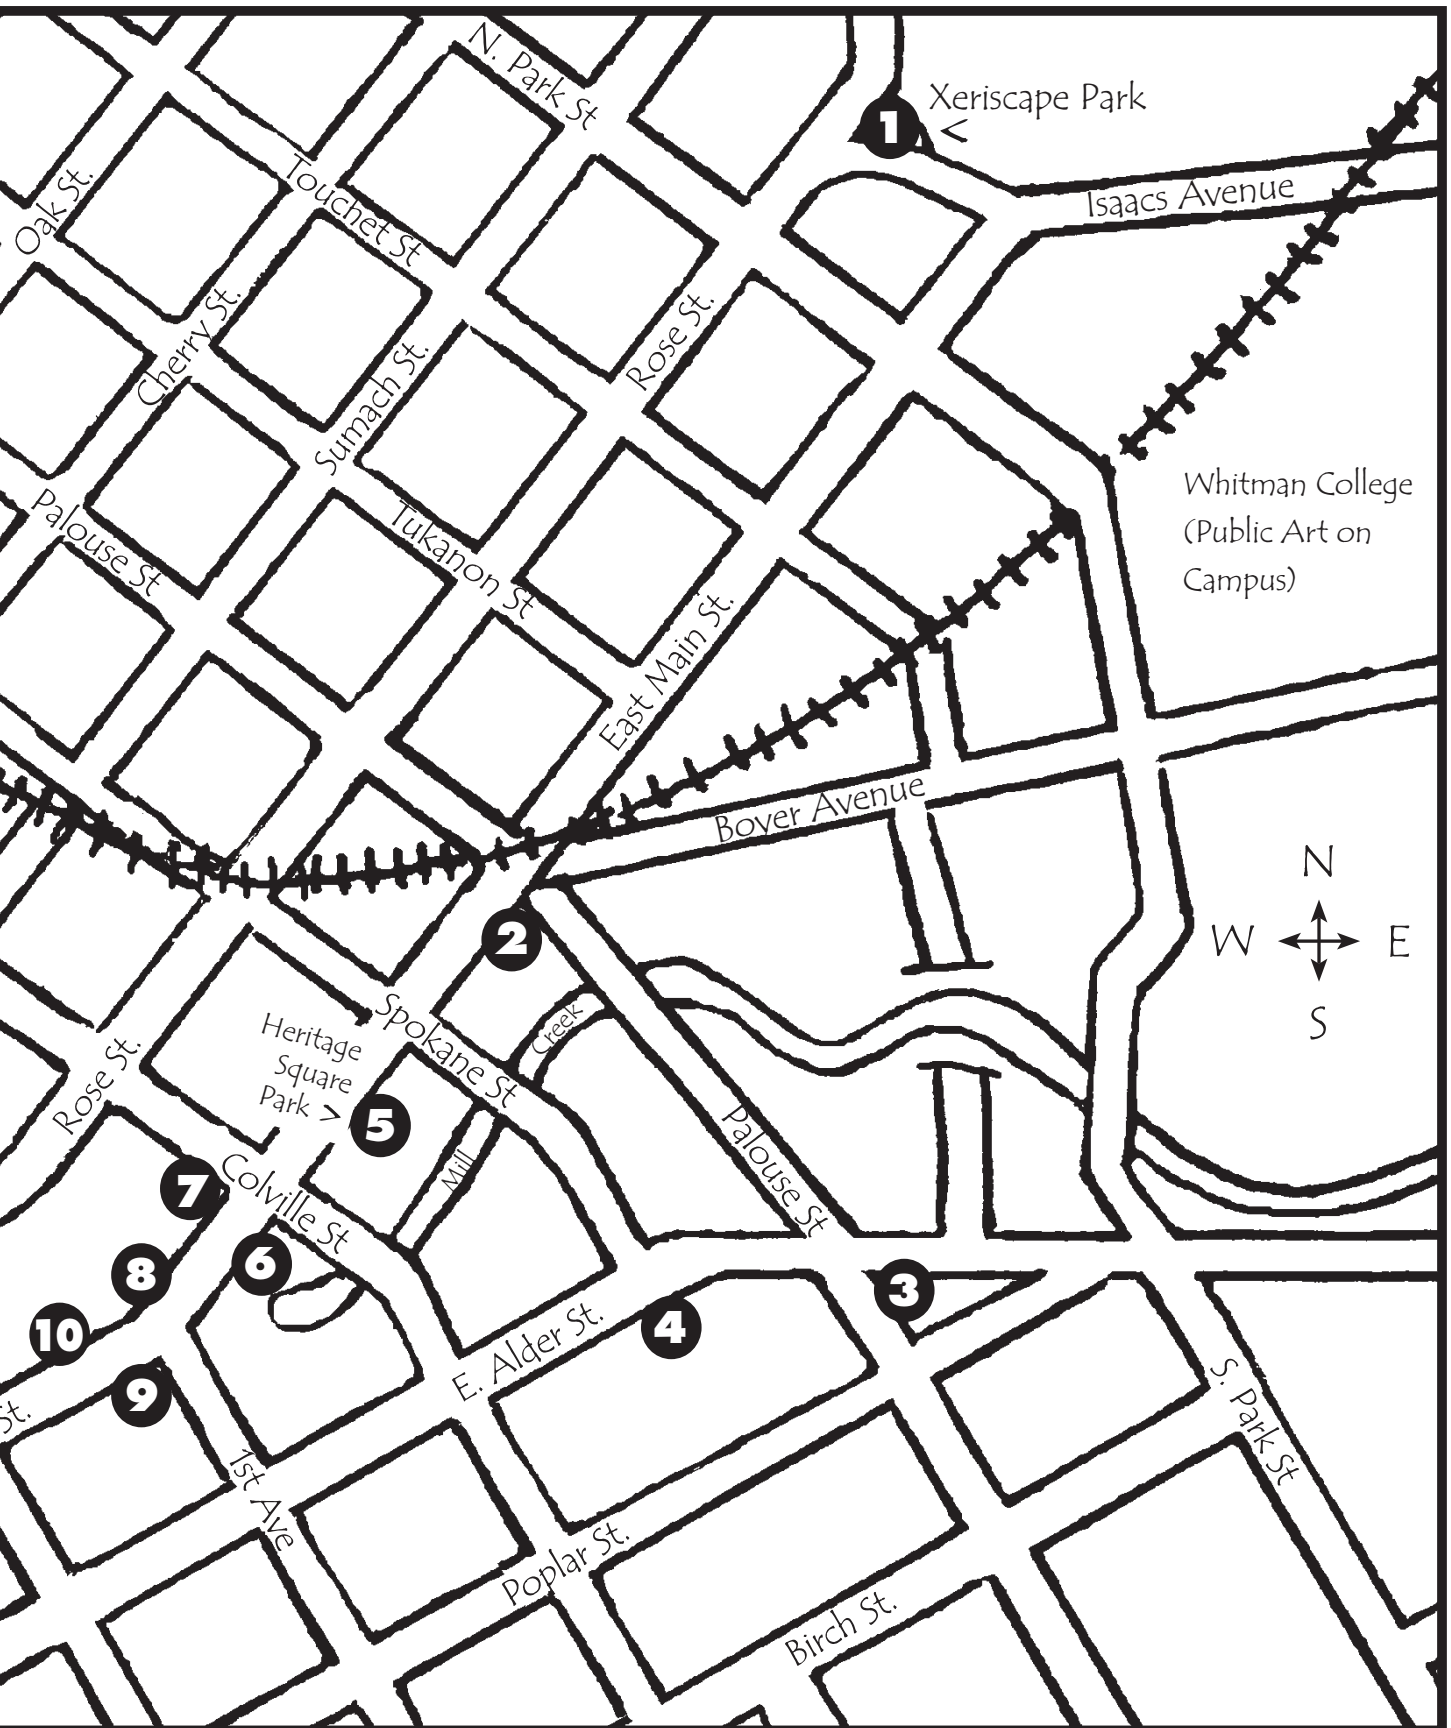 N. Park St
Xeriscape Park
1
<
Touchet St
Oak St.
Isaacs Avenue
Cherry St.
Rose St.
Sumach St.
Whitman College
(Public Art on
Campus)
Palouse St
Tukanon St
East Main St.
Boyer Avenue
N
W
E
S
2
Spokane St
Creek
Heritage
Square
Park >
5
Rose St.
Mill
Palouse St
7
Colville St
6
8
3
4
10
E. Alder St.
9
St.
S. Park St
1st Ave
Poplar St.
Birch St.